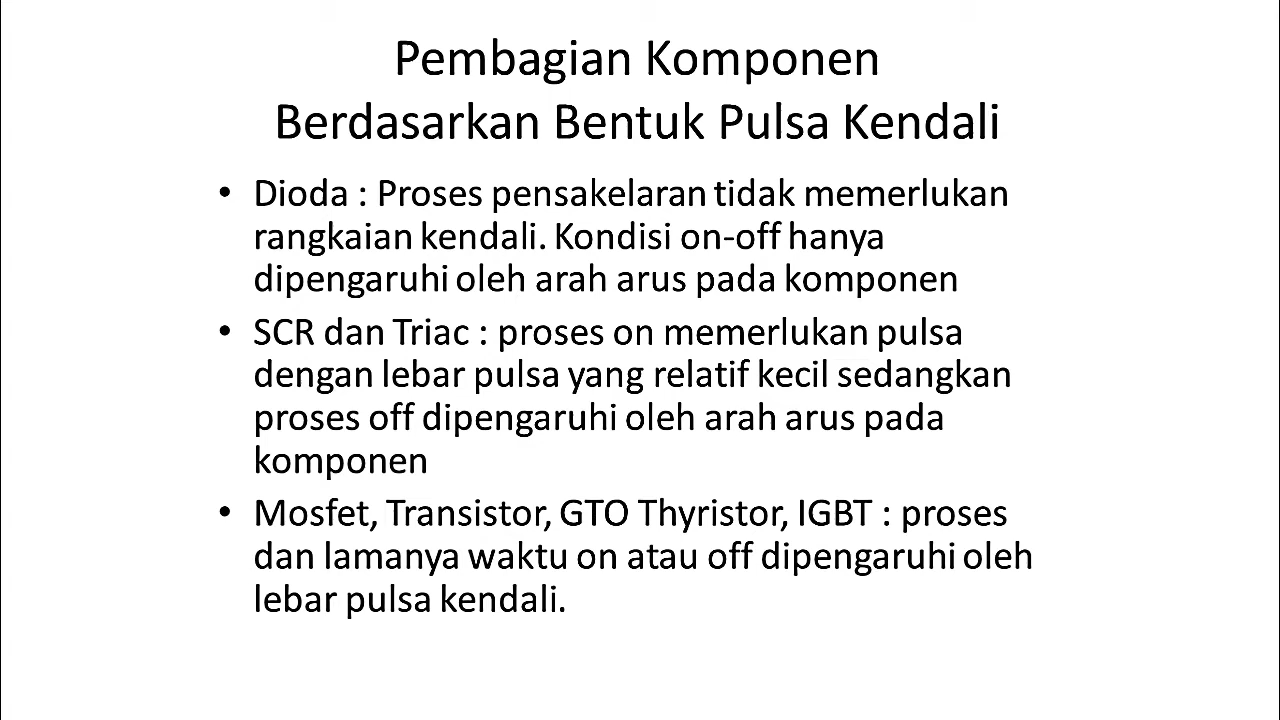 Pembagian Komponen
Berdasarkan Bentuk Pulsa Kendali
• Dioda : Proses pensakelaran tidak memerlukan
rangkaian kendali. Kondisi on-off hanya
dipengaruhi oleh arah arus pada komponen
• SCR dan Triac : proses on memerlukan pulsa
dengan lebar pulsa yang relatif kecil sedangkan
proses off dipengaruhi oleh arah arus pada
komponen
• Mosfet, Transistor, GTO Thyristor, IGBT : proses
dan lamanya waktu on atau off dipengaruhi oleh
lebar pulsa kendali.